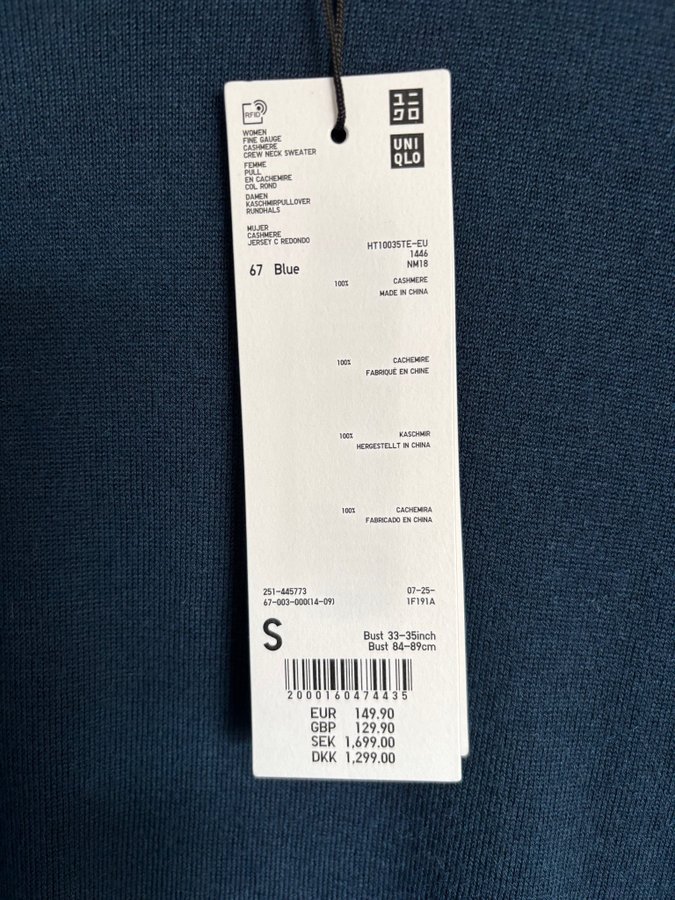 RFID
ユニ
クロ
UNI
QLO
WOMEN
FINE GAUGE
CASHMERE
CREW NECK SWEATER
FEMME
PULL
EN CACHEMIRE
COL ROND
DAMEN
KASCHMIRPULLOVER
RUNDHALS
MUJER
CASHMERE
JERSEY C REDONDO
HT10035TE-EU
1446
NM18
67 Blue
100% CASHMERE
MADE IN CHINA
100% CACHEMIRE
FABRIQUÉ EN CHINE
100% KASCHMIR
HERGESTELLT IN CHINA
100% CACHEMIRA
FABRICADO EN CHINA
251-445773 07-25-
67-003-000(14-09) 1F191A
S
Bust 33-35inch
Bust 84-89cm
2000160474435
EUR 149.90
GBP 129.90
SEK 1,699.00
DKK 1,299.00